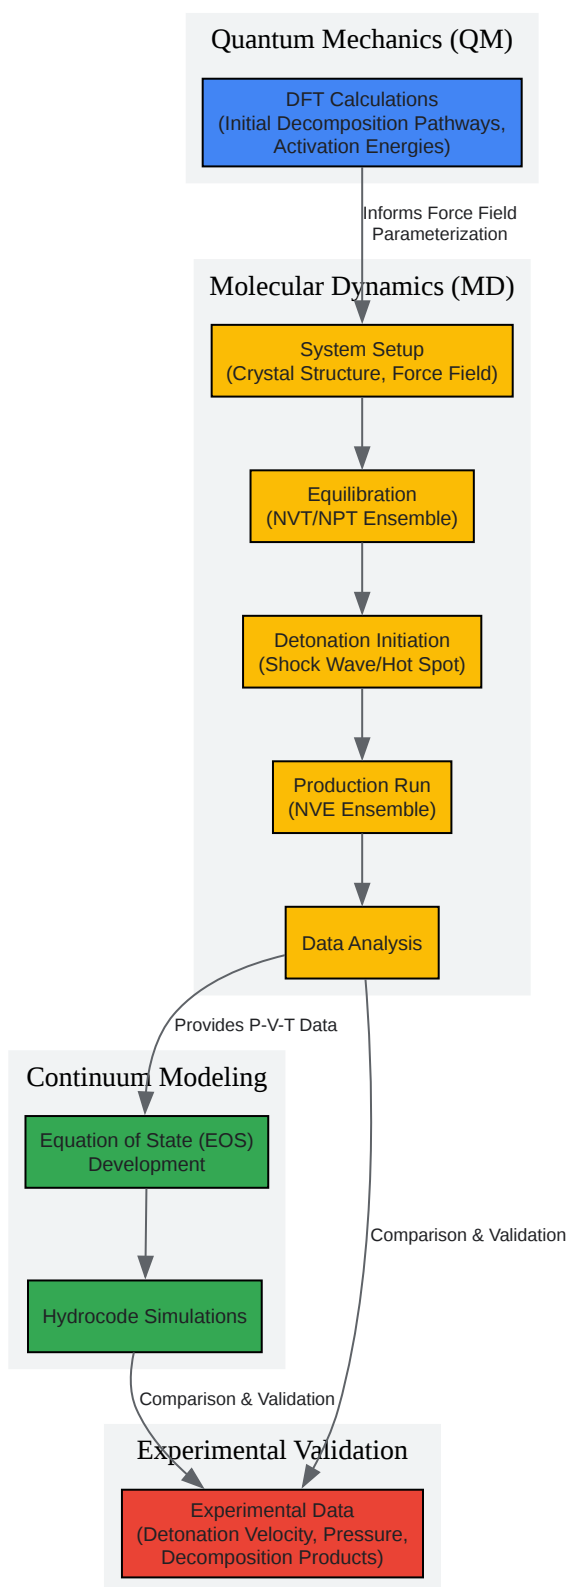 Quantum Mechanics (QM)
DFT Calculations
(Initial Decomposition Pathways,
Activation Energies)
Informs Force Field
Parameterization
Molecular Dynamics (MD)
System Setup
(Crystal Structure, Force Field)
Equilibration
(NVT/NPT Ensemble)
Detonation Initiation
(Shock Wave/Hot Spot)
Production Run
(NVE Ensemble)
Data Analysis
Provides P-V-T Data
Continuum Modeling
Equation of State (EOS)
Development
Comparison & Validation
Hydrocode Simulations
Comparison & Validation
Experimental Validation
Experimental Data
(Detonation Velocity, Pressure,
Decomposition Products)